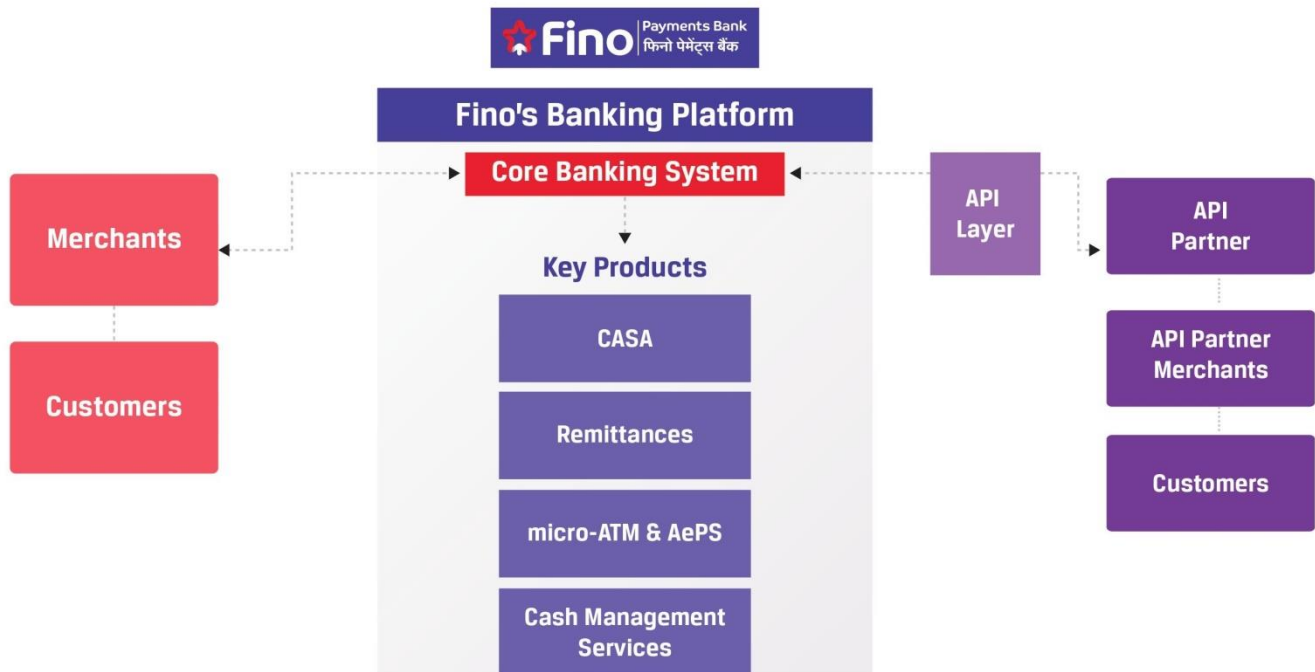 Fino
Payments Bank
फिनो पेमेंट्स बैंक
Fino's Banking Platform
Core Banking System
Merchants
Customers
Key Products
CASA
Remittances
micro-ATM & AePS
Cash Management
Services
API
Layer
API
Partner
API Partner
Merchants
Customers